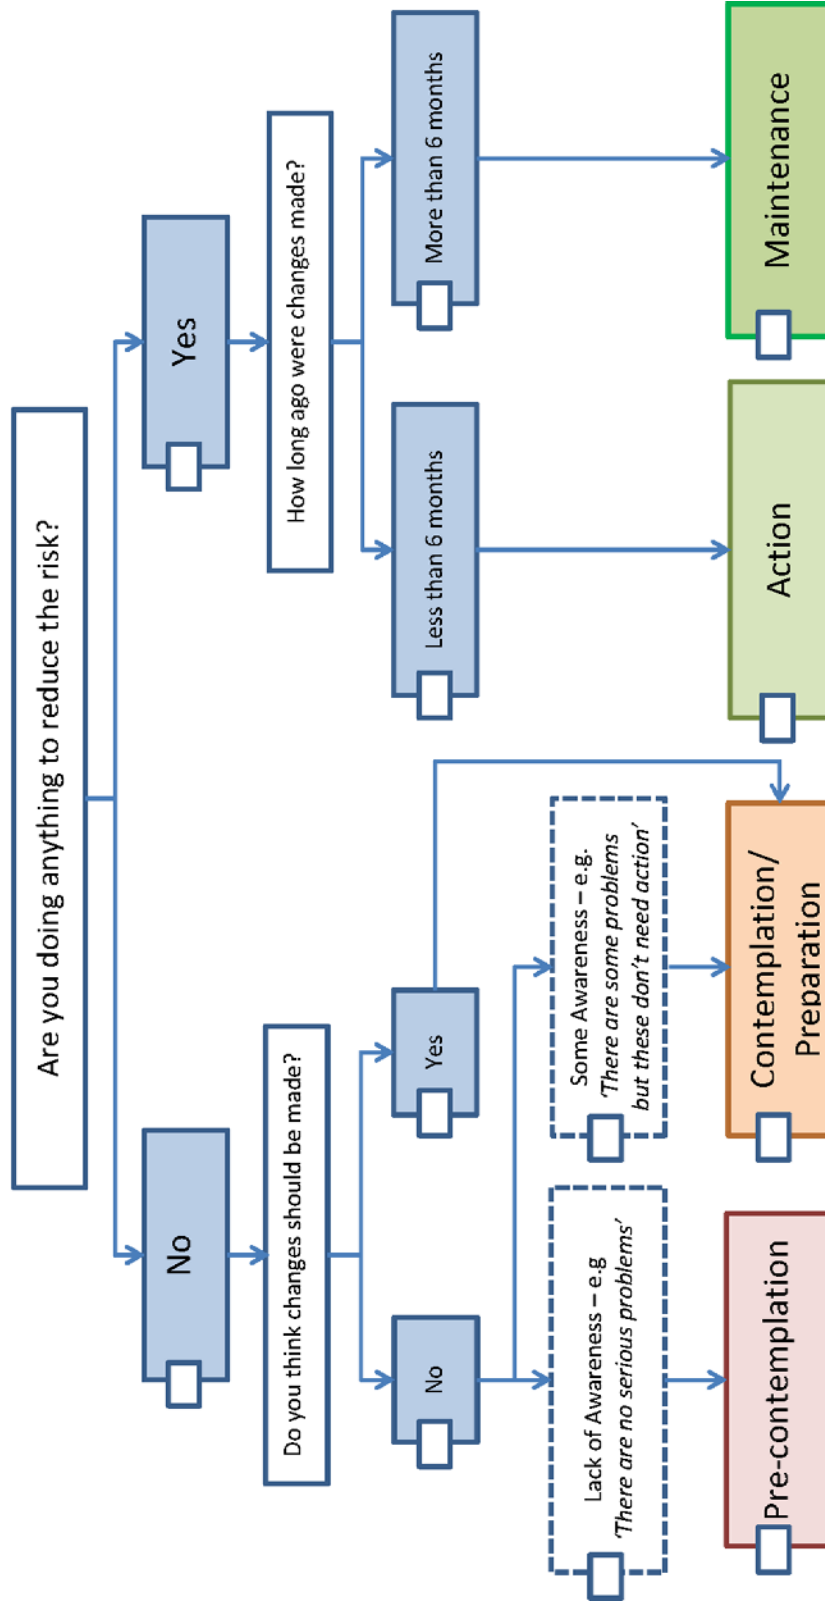 Are you doing anything to reduce the risk?
No
Yes
Do you think changes should be made?
How long ago were changes made?
No
Yes
Less than 6 months
More than 6 months
Lack of Awareness – e.g
‘There are no serious problems’
Some Awareness – e.g.
‘There are some problems
but these don’t need action’
Pre-contemplation
Contemplation/
Preparation
Action
Maintenance